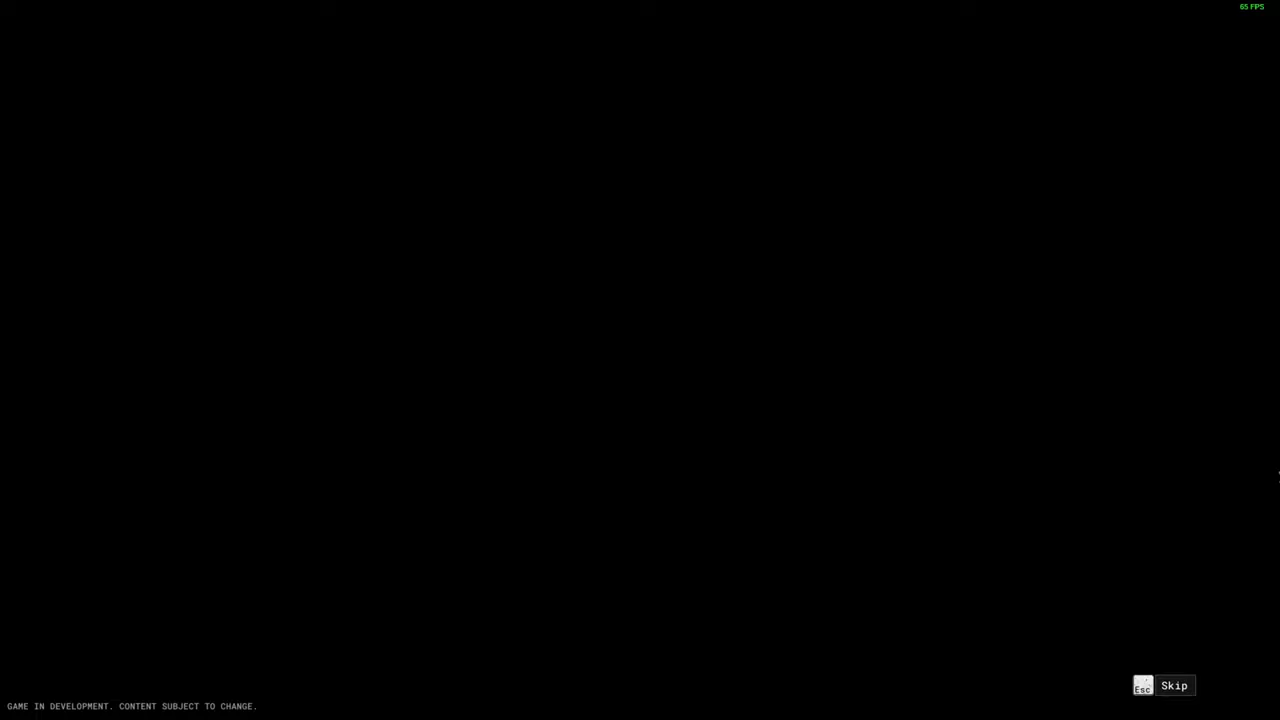 65 FPS
Esc Skip
GAME IN DEVELOPMENT. CONTENT SUBJECT TO CHANGE.